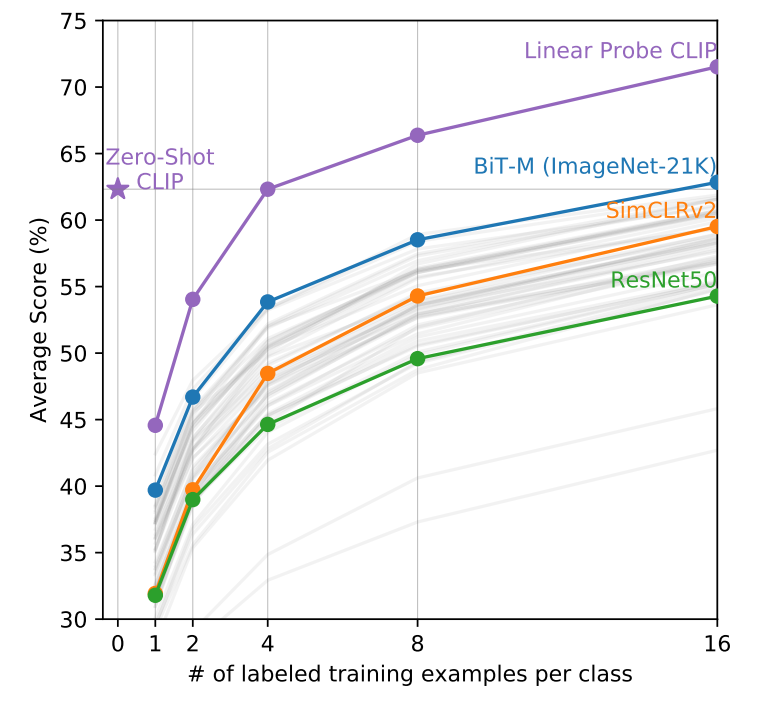 75
70
65
60
55
50
45
40
35
30
Average Score (%)
Linear Probe CLIP
Zero-Shot
CLIP
BiT-M (ImageNet-21K)
SimCLRv2
ResNet50
0 1 2 4 8 16
# of labeled training examples per class